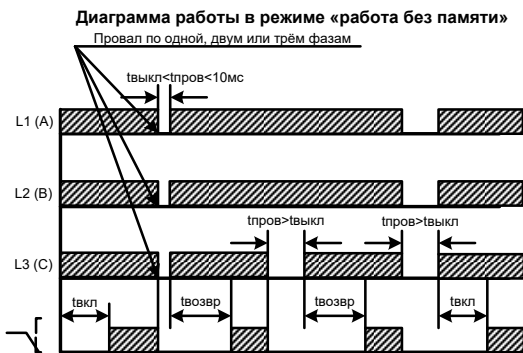 Диаграмма работы в режиме «работа без памяти»
Провал по одной, двум или трём фазам
tвыкл<tпров<10мс
L1 (A)
L2 (B)
tпров>tвыкл tпров>tвыкл
L3 (C)
tвкл tвозвр tвозвр tвкл